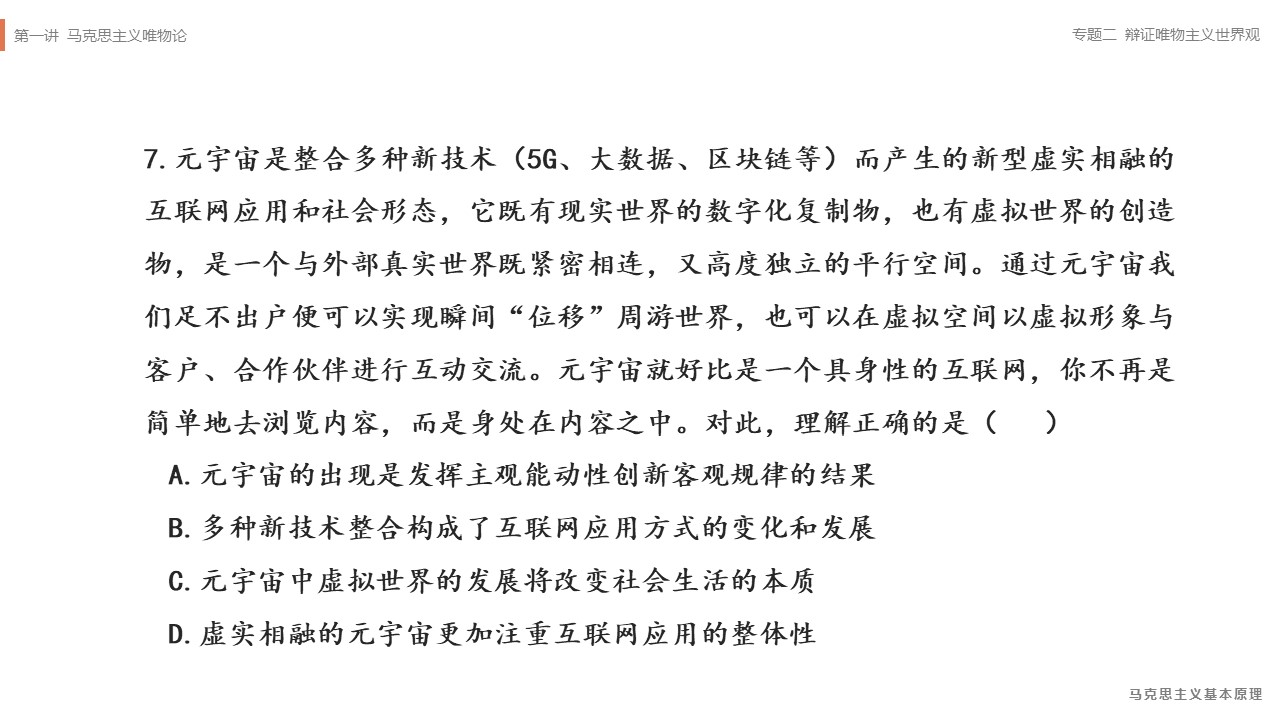 第一讲 马克思主义唯物论
专题二 辩证唯物主义世界观
7. 元宇宙是整合多种新技术（5G、大数据、区块链等）而产生的新型虚实相融的
互联网应用和社会形态，它既有现实世界的数字化复制物，也有虚拟世界的创造
物，是一个与外部真实世界既紧密相连，又高度独立的平行空间。通过元宇宙我
们足不出户便可以实现瞬间“位移”周游世界，也可以在虚拟空间以虚拟形象与
客户、合作伙伴进行互动交流。元宇宙就好比是一个具身性的互联网，你不再是
简单地去浏览内容，而是身处在内容之中。对此，理解正确的是（ ）
A. 元宇宙的出现是发挥主观能动性创新客观规律的结果
B. 多种新技术整合构成了互联网应用方式的变化和发展
C. 元宇宙中虚拟世界的发展将改变社会生活的本质
D. 虚实相融的元宇宙更加注重互联网应用的整体性
马克思主义基本原理